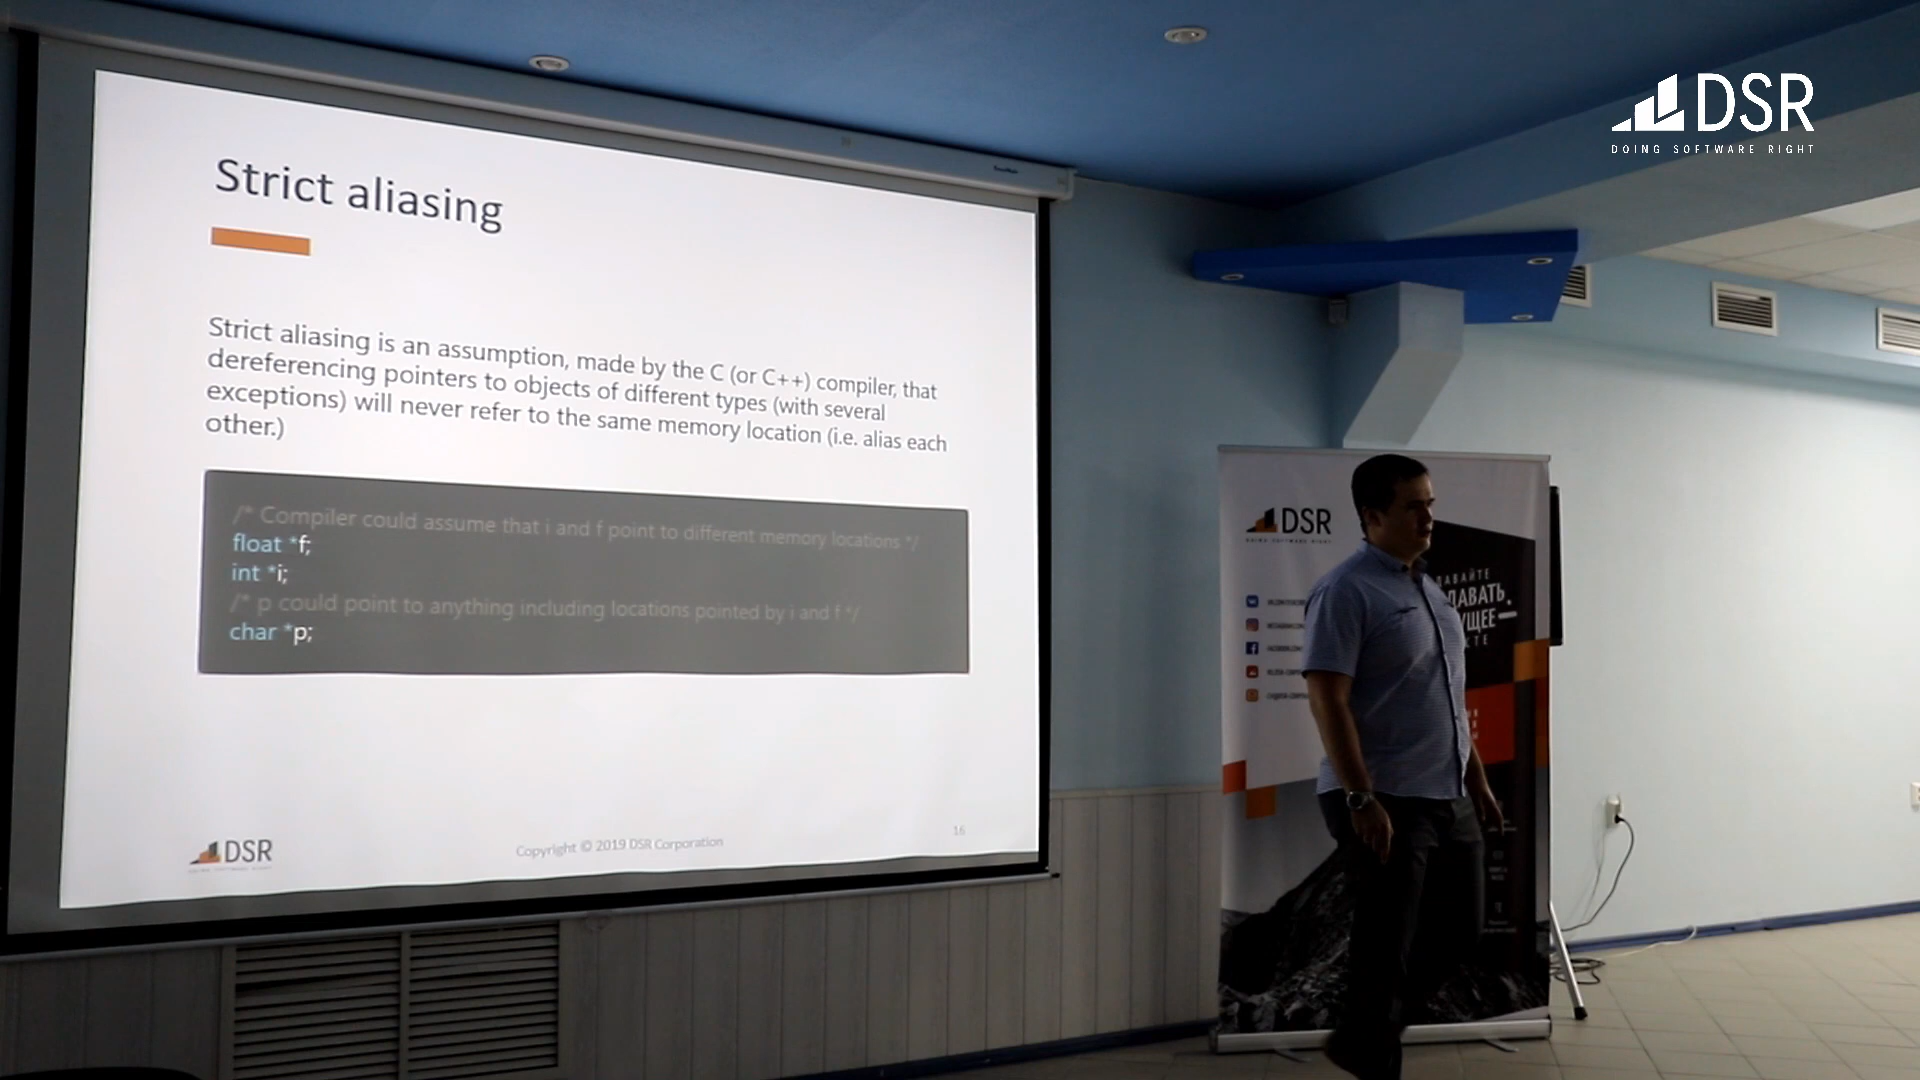 Strict aliasing
Strict aliasing is an assumption, made by the C (or C++) compiler, that
dereferencing pointers to objects of different types (with several
exceptions) will never refer to the same memory location (i.e. alias each
other.)
/* Compiler could assume that i and f point to different memory locations */
float *f;
int *i;
/* p could point to anything including locations pointed by i and f */
char *p;
DSR
Copyright © 2019 DSR Corporation
16
DSR
DOING SOFTWARE RIGHT
DSR
DOING SOFTWARE RIGHT